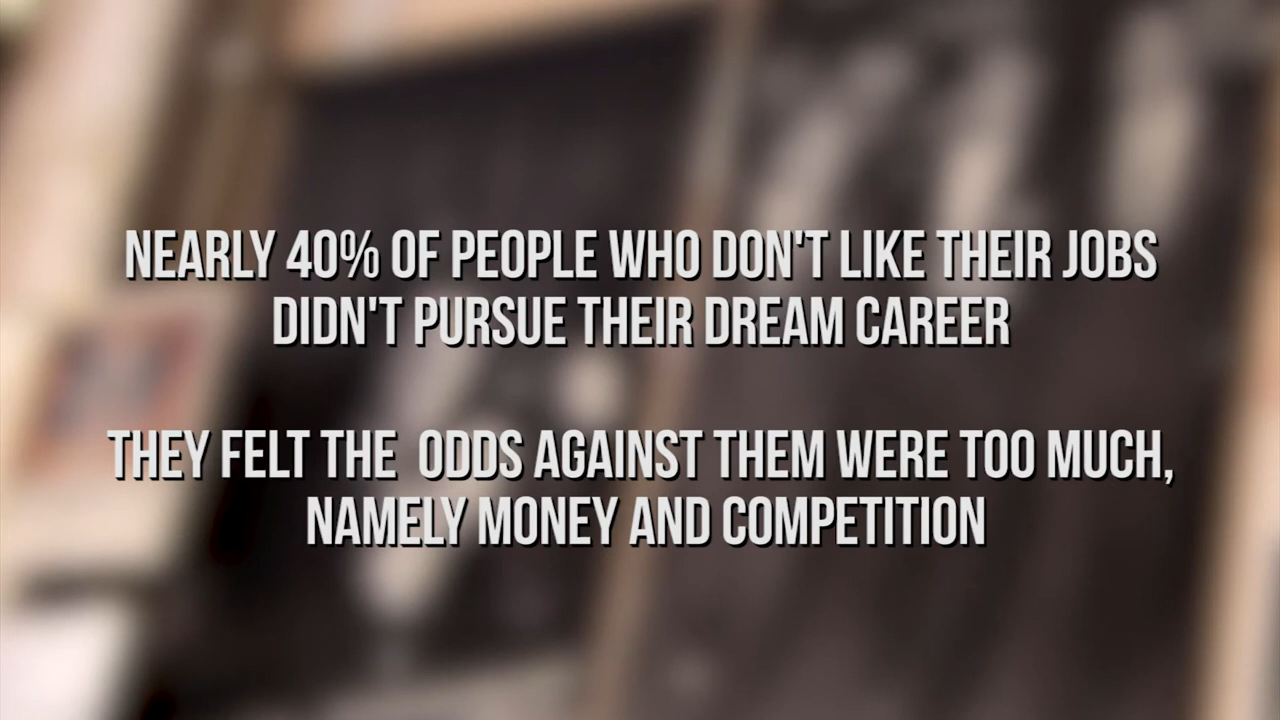 NEARLY 40% OF PEOPLE WHO DON'T LIKE THEIR JOBS
DIDN'T PURSUE THEIR DREAM CAREER
THEY FELT THE  ODDS AGAINST THEM WERE TOO MUCH,
NAMELY MONEY AND COMPETITION